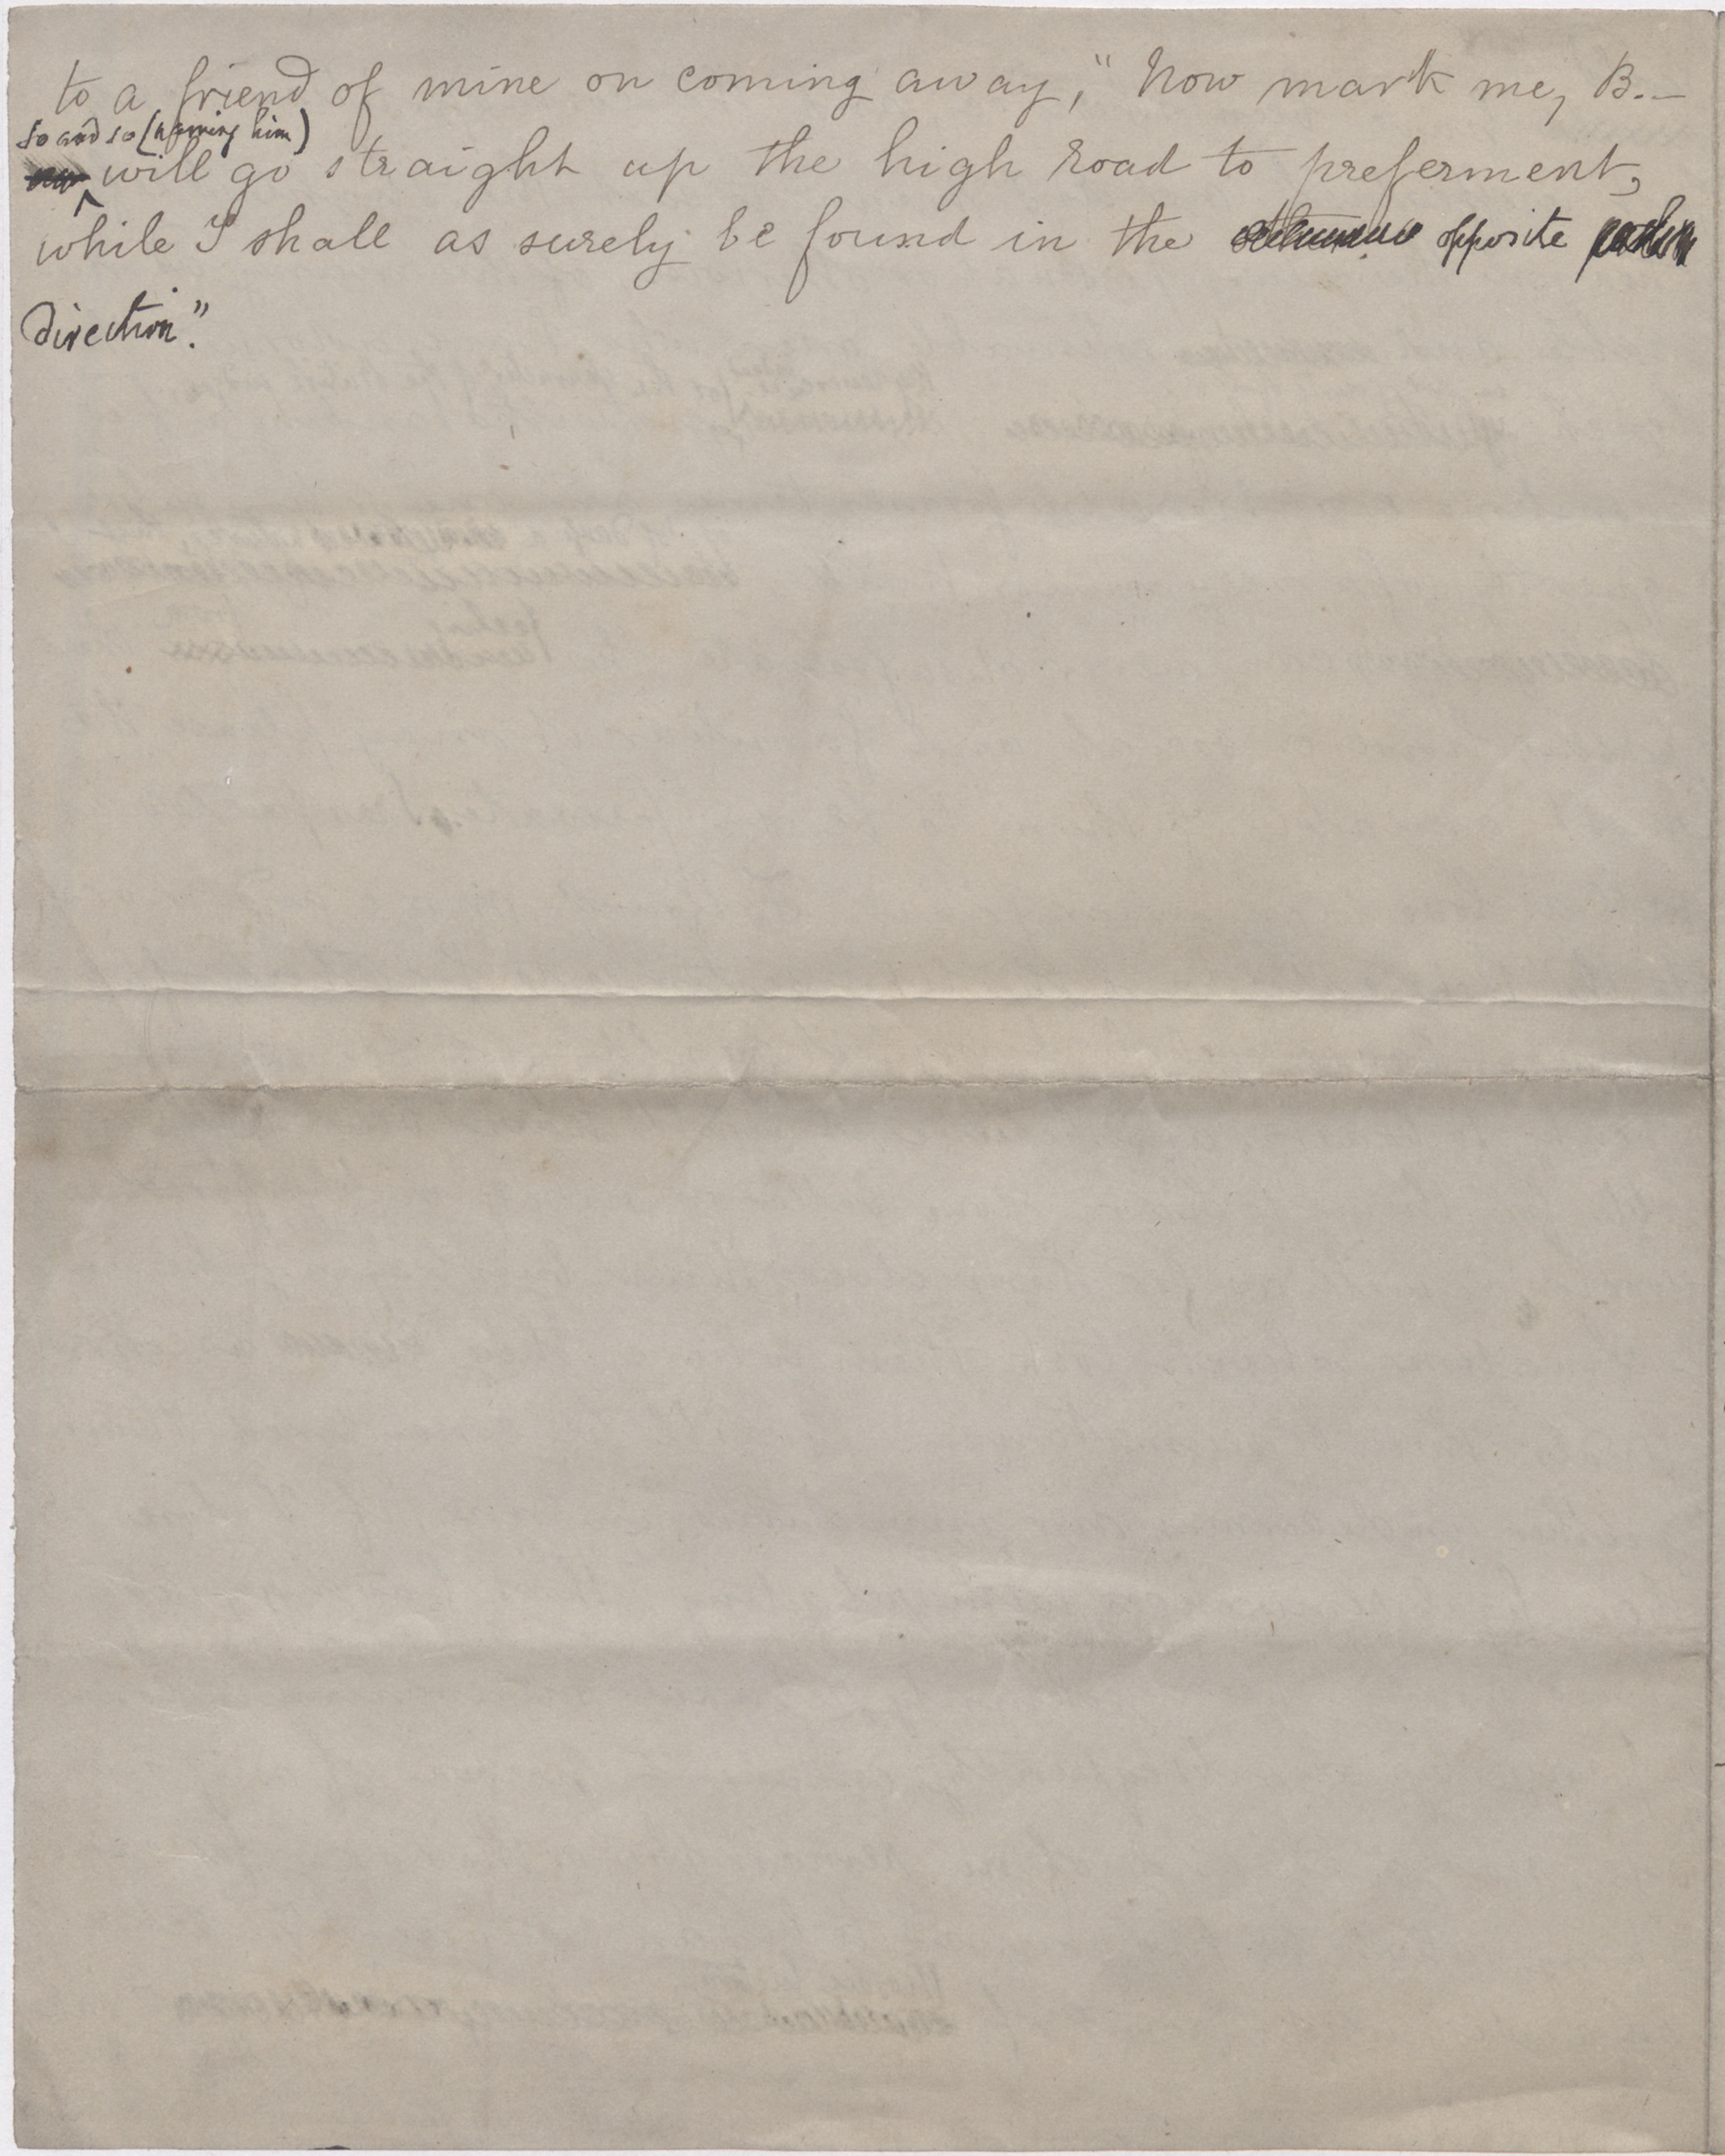 to a friend of mine on coming away, "Now mark me, B.—
so and so (naming him)
will go straight up the high road to preferment,
while I shall as surely be found in the opposite
direction."